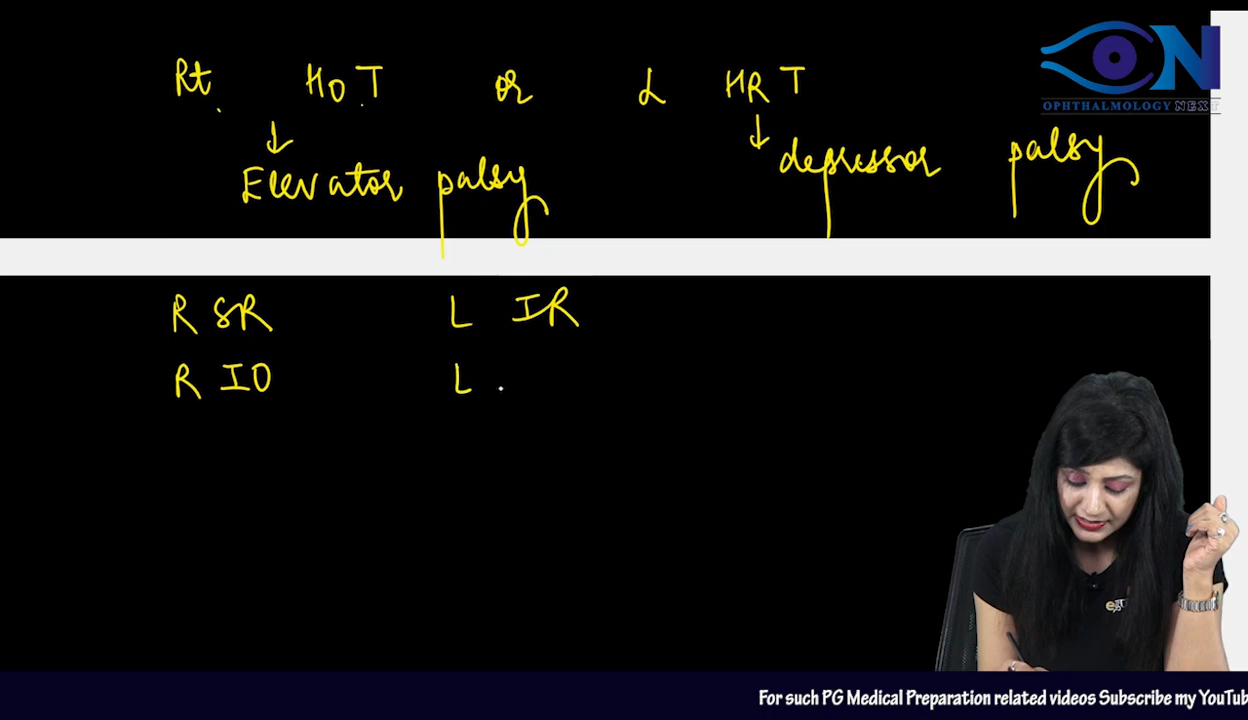 ON
OPHTHALMOLOGY NEXT
Rt HOT or L HRT
↓ ↓
Elevator palsy depressor palsy
R SR L IR
R IO L
For such PG Medical Preparation related videos Subscribe my YouTub